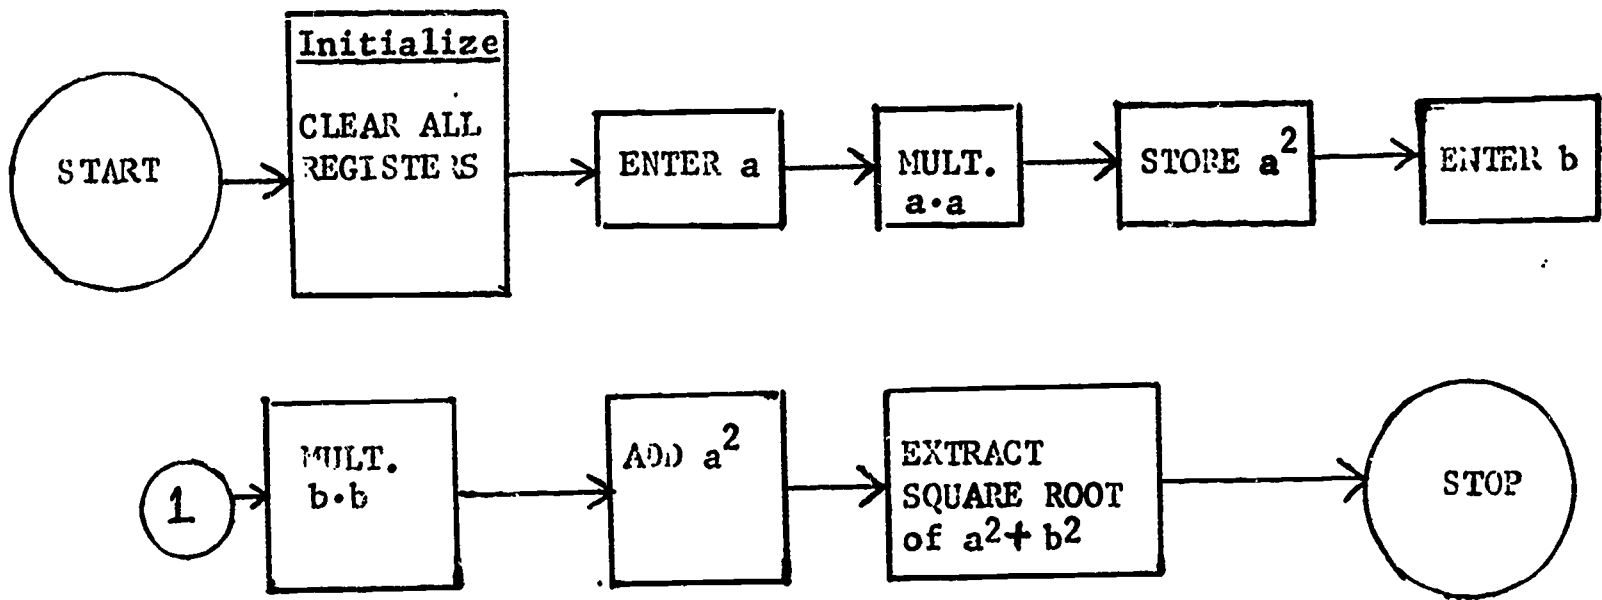 START
Initialize
CLEAR ALL
REGISTERS
ENTER a
MULT.
a·a
STORE a²
ENTER b
1
MULT.
b·b
ADD a²
EXTRACT
SQUARE ROOT
of a²+b²
STOP